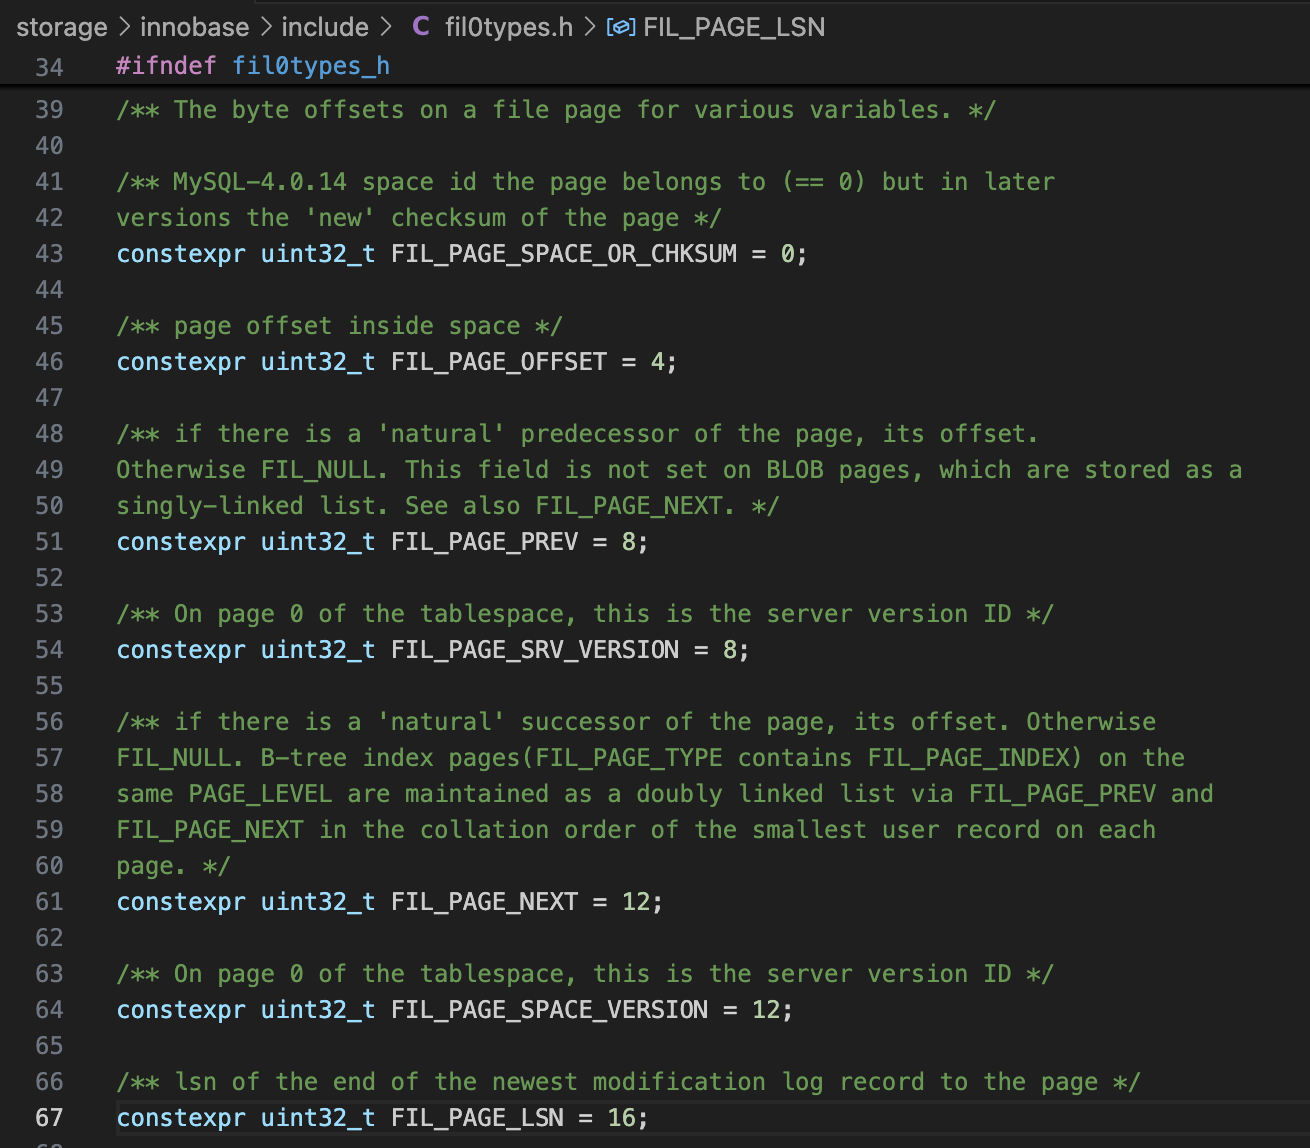 storage > innobase > include > C fil0types.h > FIL_PAGE_LSN
34 #ifndef fil0types_h
39 /** The byte offsets on a file page for various variables. */
40
41 /** MySQL-4.0.14 space id the page belongs to (== 0) but in later
42 versions the 'new' checksum of the page */
43 constexpr uint32_t FIL_PAGE_SPACE_OR_CHKSUM = 0;
44
45 /** page offset inside space */
46 constexpr uint32_t FIL_PAGE_OFFSET = 4;
47
48 /** if there is a 'natural' predecessor of the page, its offset.
49 Otherwise FIL_NULL. This field is not set on BLOB pages, which are stored as a
50 singly-linked list. See also FIL_PAGE_NEXT. */
51 constexpr uint32_t FIL_PAGE_PREV = 8;
52
53 /** On page 0 of the tablespace, this is the server version ID */
54 constexpr uint32_t FIL_PAGE_SRV_VERSION = 8;
55
56 /** if there is a 'natural' successor of the page, its offset. Otherwise
57 FIL_NULL. B-tree index pages(FIL_PAGE_TYPE contains FIL_PAGE_INDEX) on the
58 same PAGE_LEVEL are maintained as a doubly linked list via FIL_PAGE_PREV and
59 FIL_PAGE_NEXT in the collation order of the smallest user record on each
60 page. */
61 constexpr uint32_t FIL_PAGE_NEXT = 12;
62
63 /** On page 0 of the tablespace, this is the server version ID */
64 constexpr uint32_t FIL_PAGE_SPACE_VERSION = 12;
65
66 /** lsn of the end of the newest modification log record to the page */
67 constexpr uint32_t FIL_PAGE_LSN = 16;